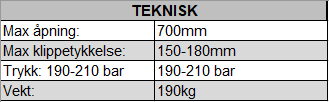 TEKNISK
Max åpning: 700mm
Max klippetykkelse: 150-180mm
Trykk: 190-210 bar 190-210 bar
Vekt: 190kg